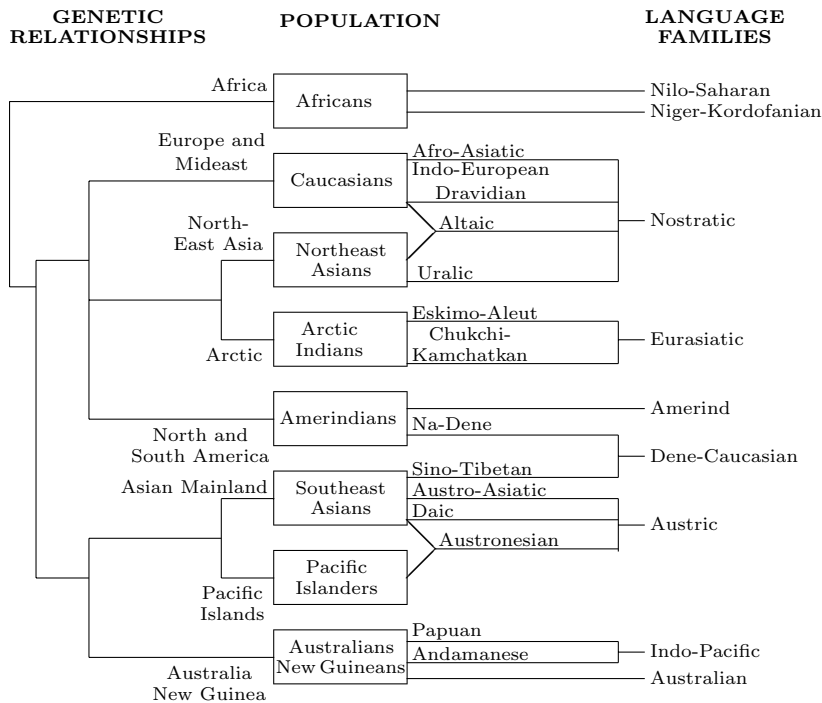 GENETIC
RELATIONSHIPS
POPULATION
LANGUAGE
FAMILIES
Africa
Africans
Nilo-Saharan
Niger-Kordofanian
Europe and
Mideast
Caucasians
Afro-Asiatic
Indo-European
Dravidian
Altaic
Nostratic
North-
East Asia
Northeast
Asians
Uralic
Arctic
Arctic
Indians
Eskimo-Aleut
Chukchi-
Kamchatkan
Eurasiatic
Amerindians
Amerind
North and
South America
Na-Dene
Dene-Caucasian
Sino-Tibetan
Asian Mainland
Southeast
Asians
Austro-Asiatic
Daic
Austronesian
Austric
Pacific
Islands
Pacific
Islanders
Australia
New Guinea
Australians
New Guineans
Papuan
Andamanese
Indo-Pacific
Australian